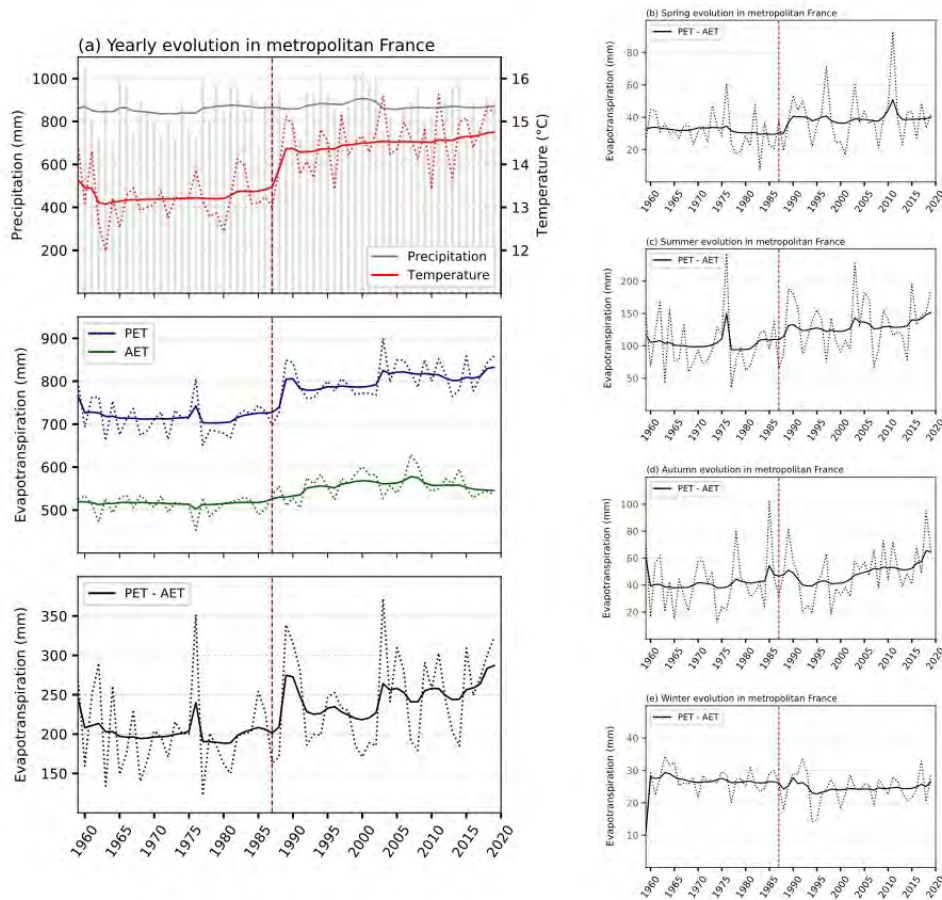 (a) Yearly evolution in metropolitan France
Precipitation (mm)
1000
800
600
400
200
16
15
14
13
12
Temperature (°C)
Precipitation
Temperature
Evapotranspiration (mm)
900
800
700
600
500
PET
AET
Evapotranspiration (mm)
350
300
250
200
150
PET - AET
1960 1965 1970 1975 1980 1985 1990 1995 2000 2005 2010 2015 2020
(b) Spring evolution in metropolitan France
PET - AET
Evapotranspiration (mm)
80
60
40
20
1960 1965 1970 1975 1980 1985 1990 1995 2000 2005 2010 2015 2020
(c) Summer evolution in metropolitan France
PET - AET
Evapotranspiration (mm)
200
150
100
50
1960 1965 1970 1975 1980 1985 1990 1995 2000 2005 2010 2015 2020
(d) Autumn evolution in metropolitan France
PET - AET
Evapotranspiration (mm)
100
80
60
40
20
1960 1965 1970 1975 1980 1985 1990 1995 2000 2005 2010 2015 2020
(e) Winter evolution in metropolitan France
PET - AET
Evapotranspiration (mm)
40
30
20
10
1960 1965 1970 1975 1980 1985 1990 1995 2000 2005 2010 2015 2020